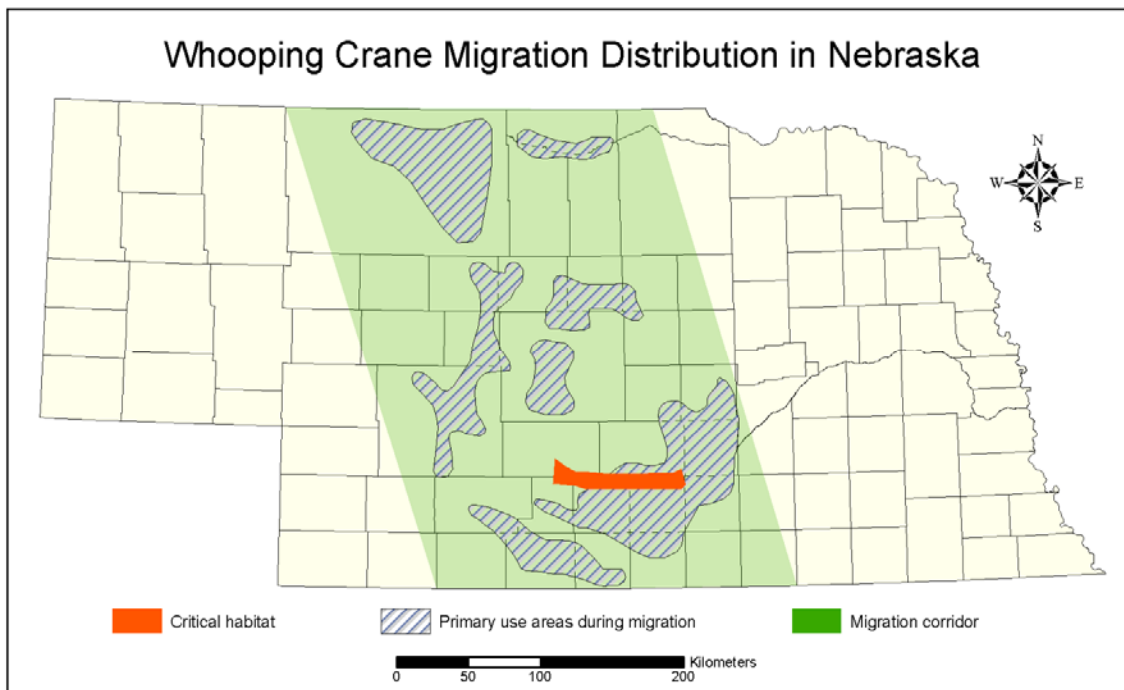 Whooping Crane Migration Distribution in Nebraska
N
W E
S
Critical habitat Primary use areas during migration Migration corridor
Kilometers
0 50 100 200